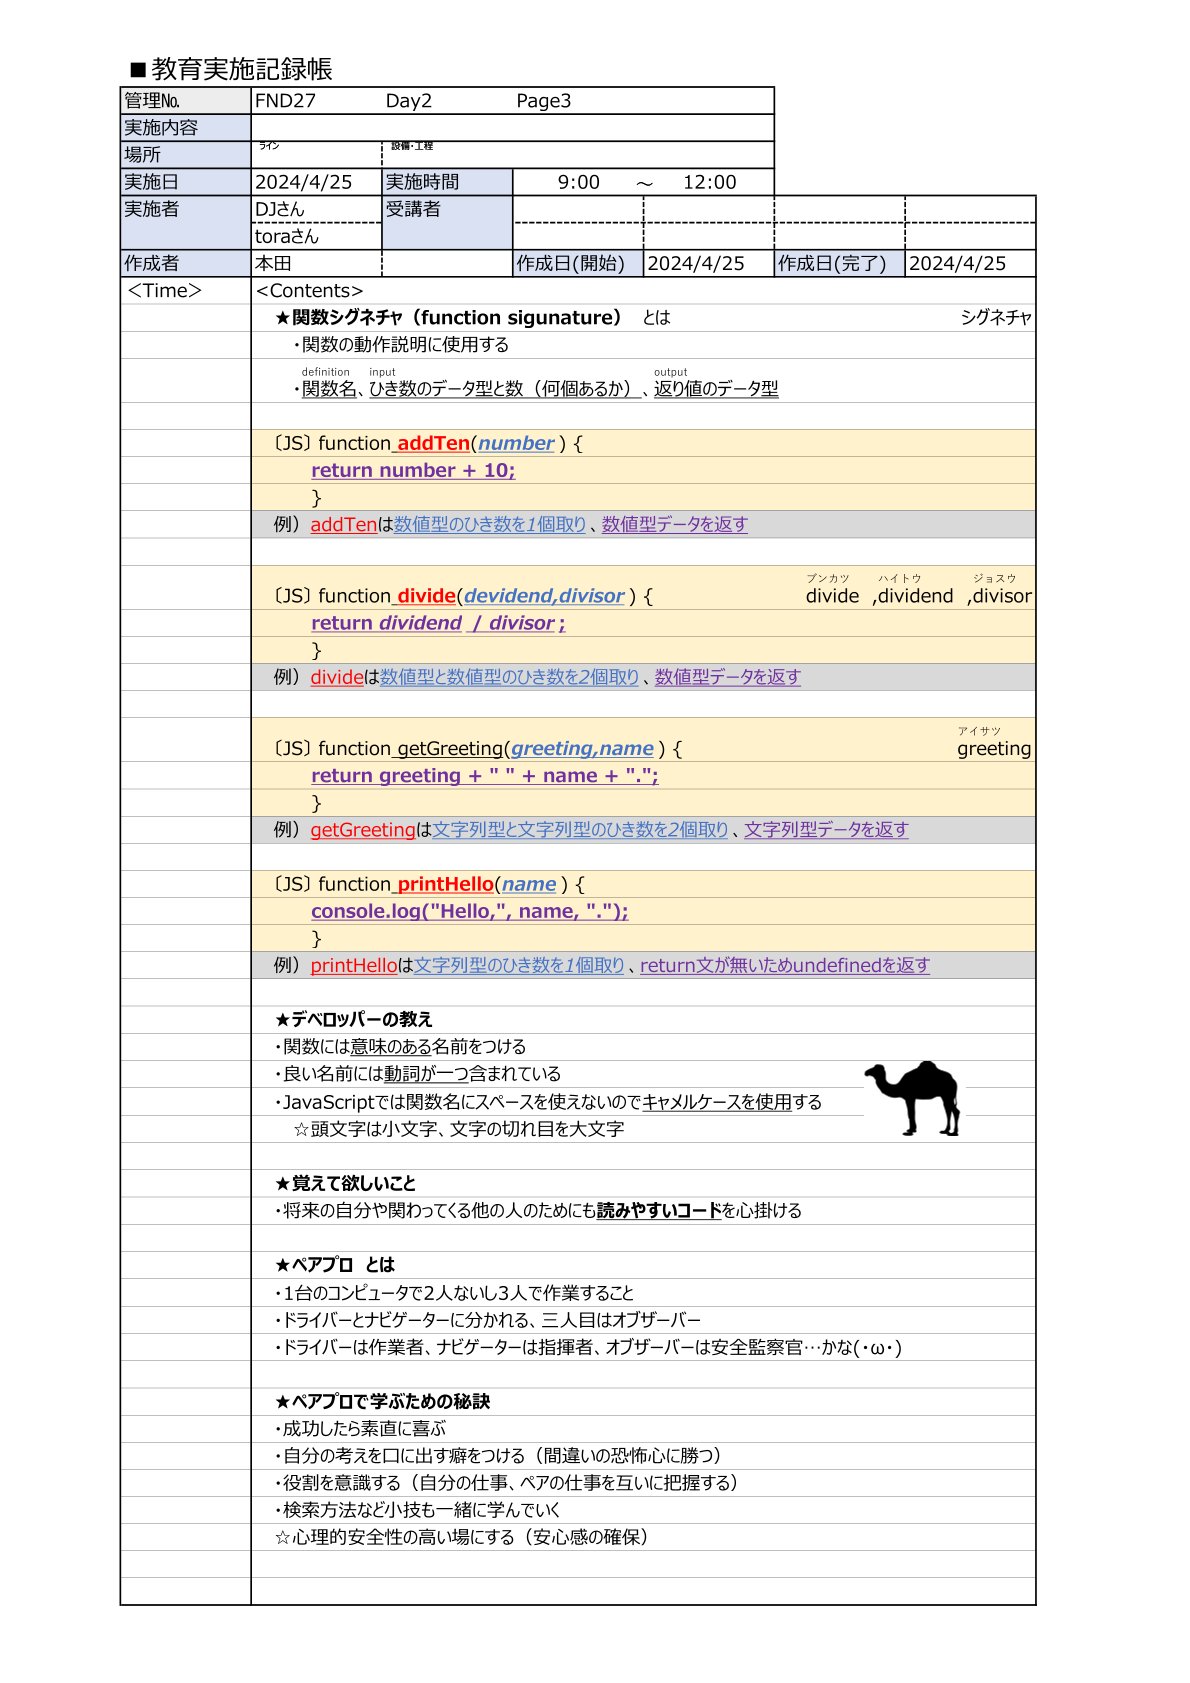 ■教育実施記録帳
管理№ FND27 Day2 Page3
実施内容
場所 ライン 設備・工程
実施日 2024/4/25 実施時間 9:00 ～ 12:00
実施者 DJさん 受講者
toraさん
作成者 本田 作成日(開始) 2024/4/25 作成日(完了) 2024/4/25
＜Time＞ ＜Contents＞
★関数シグネチャ（function sigunature） とは シグネチャ
・関数の動作説明に使用する
definition input output
・関数名、ひき数のデータ型と数（何個あるか）、返り値のデータ型
〔JS〕function addTen(number ) {
return number + 10;
}
例）addTenは数値型のひき数を1個取り、数値型データを返す
ブンカツ ハイトウ ジョスウ
〔JS〕function divide(devidend,divisor ) { divide ,dividend ,divisor
return dividend / divisor ;
}
例）divideは数値型と数値型のひき数を2個取り、数値型データを返す
アイサツ
〔JS〕function getGreeting(greeting,name ) { greeting
return greeting + " " + name + ".";
}
例）getGreetingは文字列型と文字列型のひき数を2個取り、文字列型データを返す
〔JS〕function printHello(name ) {
console.log("Hello,", name, ".");
}
例）printHelloは文字列型のひき数を1個取り、return文が無いためundefinedを返す
★デベロッパーの教え
・関数には意味のある名前をつける
・良い名前には動詞が一つ含まれている
・JavaScriptでは関数名にスペースを使えないのでキャメルケースを使用する
☆頭文字は小文字、文字の切れ目を大文字
★覚えて欲しいこと
・将来の自分や関わってくる他の人のためにも読みやすいコードを心掛ける
★ペアプロ とは
・1台のコンピュータで2人ないし3人で作業すること
・ドライバーとナビゲーターに分かれる、三人目はオブザーバー
・ドライバーは作業者、ナビゲーターは指揮者、オブザーバーは安全監察官…かな(・ω・)
★ペアプロで学ぶための秘訣
・成功したら素直に喜ぶ
・自分の考えを口に出す癖をつける（間違いの恐怖心に勝つ）
・役割を意識する（自分の仕事、ペアの仕事を互いに把握する）
・検索方法など小技も一緒に学んでいく
☆心理的安全性の高い場にする（安心感の確保）